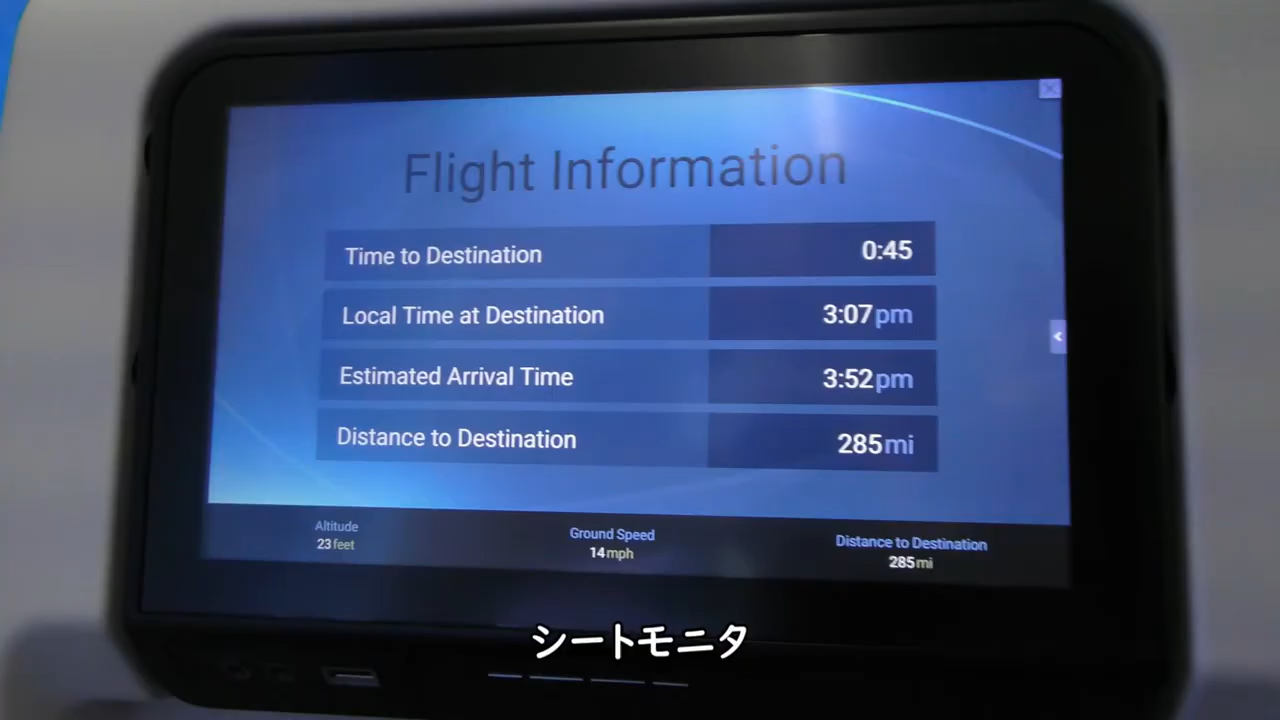 Flight Information
Time to Destination 0:45
Local Time at Destination 3:07pm
Estimated Arrival Time 3:52pm
Distance to Destination 285mi
Altitude Ground Speed Distance to Destination
23feet 14mph 285mi
シートモニタ